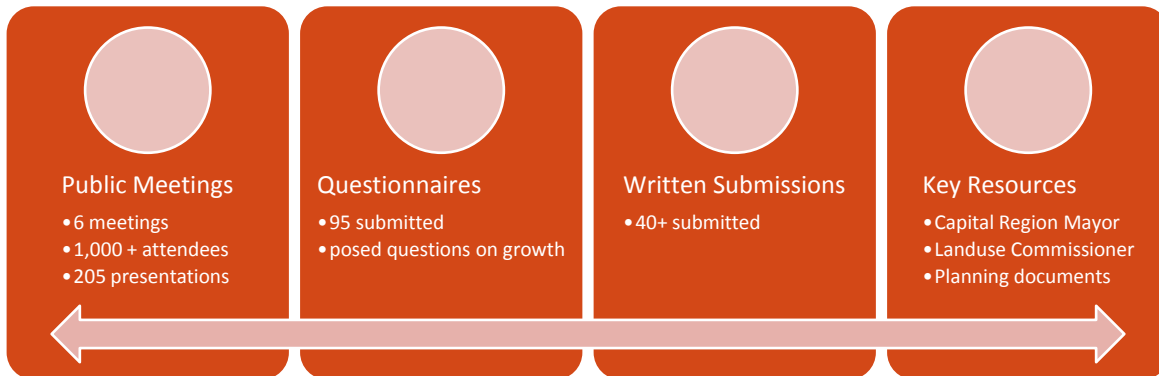 Public Meetings
•6 meetings
•1,000 + attendees
•205 presentations
Questionnaires
•95 submitted
•posed questions on growth
Written Submissions
•40+ submitted
Key Resources
•Capital Region Mayor
•Landuse Commissioner
•Planning documents